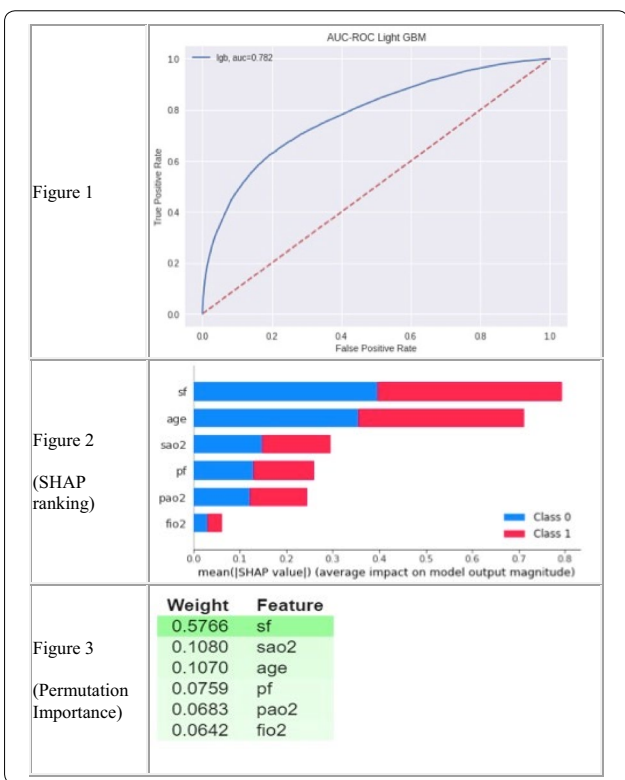 Figure 1
AUC-ROC Light GBM
lgb, auc=0.782
True Positive Rate
1.0
0.8
0.6
0.4
0.2
0.0
0.0 0.2 0.4 0.6 0.8 1.0
False Positive Rate
Figure 2
(SHAP
ranking)
sf
age
sao2
pf
pao2
fio2
Class 0
Class 1
0.0 0.1 0.2 0.3 0.4 0.5 0.6 0.7 0.8
mean(|SHAP value|) (average impact on model output magnitude)
Figure 3
(Permutation
Importance)
Weight Feature
0.5766 sf
0.1080 sao2
0.1070 age
0.0759 pf
0.0683 pao2
0.0642 fio2